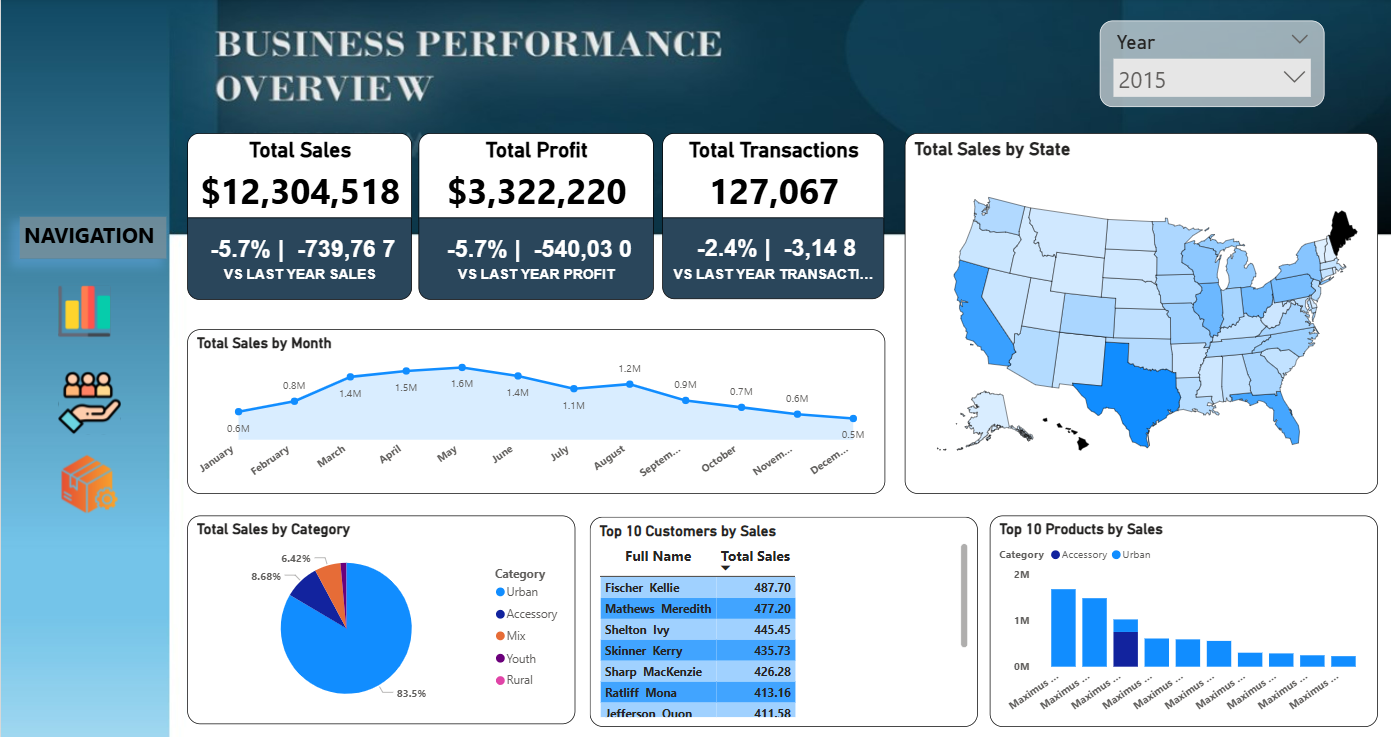 BUSINESS PERFORMANCE
OVERVIEW
Year
2015
NAVIGATION
Total Sales
$12,304,518
-5.7% | -739,76 7
VS LAST YEAR SALES
Total Profit
$3,322,220
-5.7% | -540,03 0
VS LAST YEAR PROFIT
Total Transactions
127,067
-2.4% | -3,14 8
VS LAST YEAR TRANSACTI...
Total Sales by State
Total Sales by Month
0.6M
0.8M
1.4M
1.5M
1.6M
1.4M
1.1M
1.2M
0.9M
0.7M
0.6M
0.5M
January
February
March
April
May
June
July
August
Septem...
October
Novem...
Decem...
Total Sales by Category
6.42%
8.68%
83.5%
Category
Urban
Accessory
Mix
Youth
Rural
Top 10 Customers by Sales
Full Name Total Sales
Fischer Kellie 487.70
Mathews Meredith 477.20
Shelton Ivy 445.45
Skinner Kerry 435.73
Sharp MacKenzie 426.28
Ratliff Mona 413.16
Jefferson Quon 411.58
Top 10 Products by Sales
Category Accessory Urban
2M
1M
0M
Maximus ...
Maximus ...
Maximus ...
Maximus ...
Maximus ...
Maximus ...
Maximus ...
Maximus ...
Maximus ...
Maximus ...